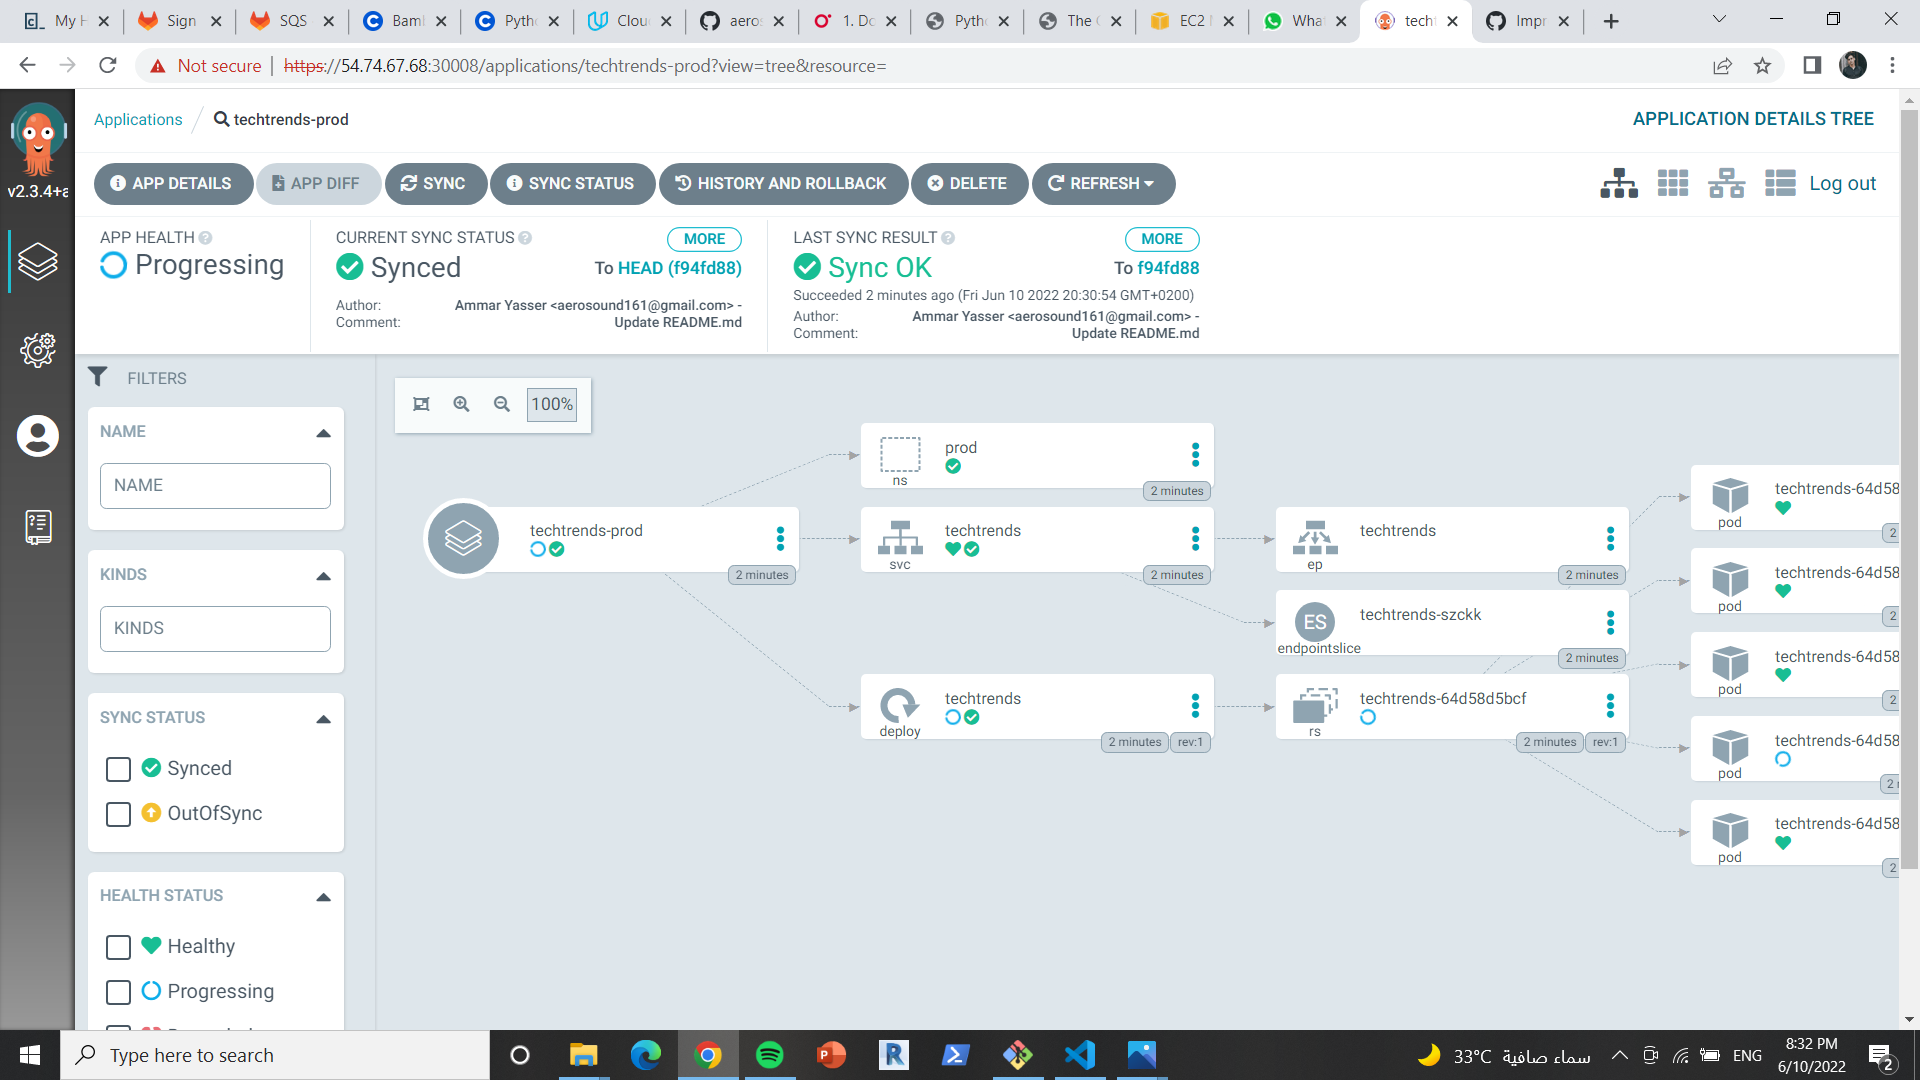 My H
Sign
SQS
Baml
Pyth
Clou
aeros
1. Do
Pyth
The
EC2
What
tech
Impr
Not secure
https://54.74.67.68:30008/applications/techtrends-prod?view=tree&resource=
v2.3.4+a
Applications
techtrends-prod
APPLICATION DETAILS TREE
APP DETAILS
APP DIFF
SYNC
SYNC STATUS
HISTORY AND ROLLBACK
DELETE
REFRESH
Log out
APP HEALTH
Progressing
CURRENT SYNC STATUS
MORE
Synced
To HEAD (f94fd88)
Author: Ammar Yasser <aerosound161@gmail.com> -
Comment: Update README.md
LAST SYNC RESULT
MORE
Sync OK
To f94fd88
Succeeded 2 minutes ago (Fri Jun 10 2022 20:30:54 GMT+0200)
Author: Ammar Yasser <aerosound161@gmail.com> -
Comment: Update README.md
FILTERS
NAME
NAME
KINDS
KINDS
SYNC STATUS
Synced
OutOfSync
HEALTH STATUS
Healthy
Progressing
100%
techtrends-prod
2 minutes
prod
ns
2 minutes
techtrends
svc
2 minutes
techtrends
deploy
2 minutes
rev:1
techtrends
ep
2 minutes
ES
techtrends-szckk
endpointslice
2 minutes
techtrends-64d58d5bcf
rs
2 minutes
rev:1
techtrends-64d58
pod
2
techtrends-64d58
pod
2
techtrends-64d58
pod
2
techtrends-64d58
pod
2
techtrends-64d58
pod
2
Type here to search
33°C سماء صافية
ENG
8:32 PM
6/10/2022
2